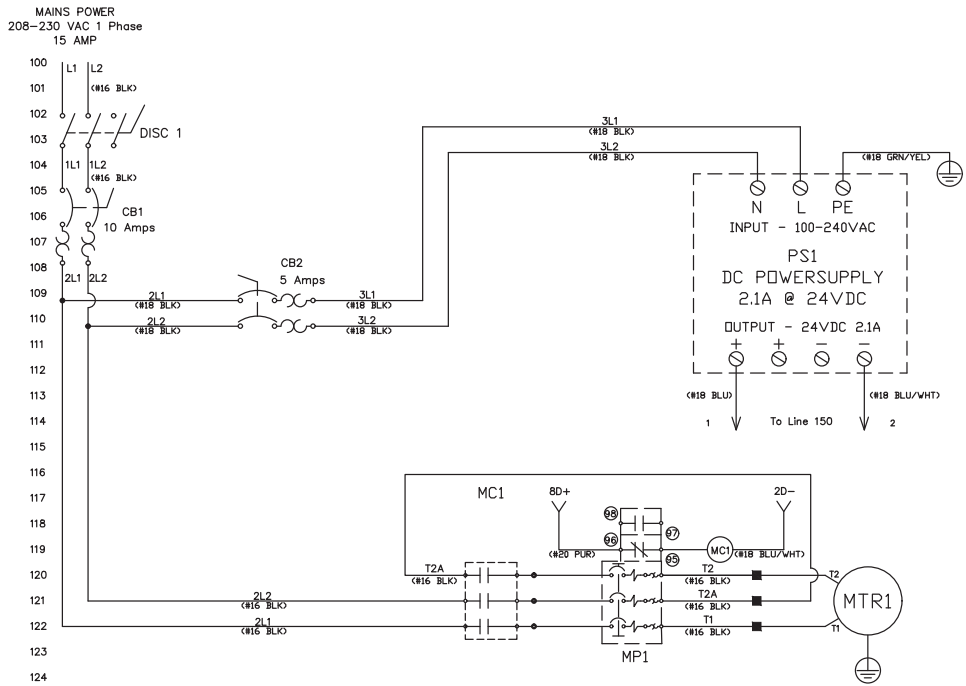 MAINS POWER
208-230 VAC 1 Phase
15 AMP
100
L1
L2
101
(#16 BLK)
102
DISC 1
103
3L1
(#18 BLK)
3L2
(#18 BLK)
(#18 GRN/YEL)
104
1L1
1L2
(#16 BLK)
105
CB1
10 Amps
106
N
L
PE
INPUT - 100-240VAC
107
PS1
DC POWERSUPPLY
2.1A @ 24VDC
108
2L1
2L2
CB2
5 Amps
109
2L1
(#18 BLK)
3L1
(#18 BLK)
110
2L2
(#18 BLK)
3L2
(#18 BLK)
OUTPUT - 24VDC 2.1A
+
+
-
-
111
112
113
(#18 BLU)
(#18 BLU/WHT)
114
1
To Line 150
2
115
116
117
MC1
8D+
2D-
118
98
97
119
96
95
(#20 PUR)
MC1
(#18 BLU/WHT)
120
T2A
(#16 BLK)
T2
(#16 BLK)
T2
121
2L2
(#16 BLK)
T2A
(#16 BLK)
MTR1
122
2L1
(#16 BLK)
T1
(#16 BLK)
T1
123
MP1
124